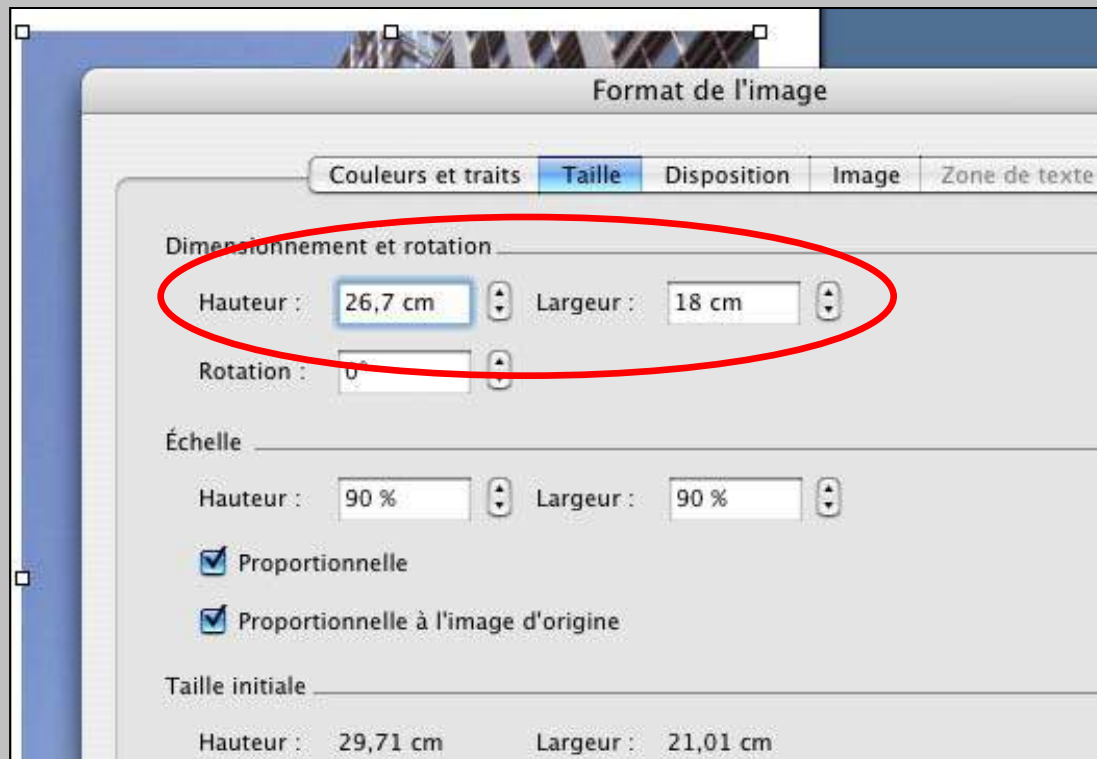 Format de l'image
Couleurs et traits Taille Disposition Image Zone de texte
Dimensionnement et rotation
Hauteur : 26,7 cm Largeur : 18 cm
Rotation : 0°
Échelle
Hauteur : 90 % Largeur : 90 %
Proportionnelle
Proportionnelle à l'image d'origine
Taille initiale
Hauteur : 29,71 cm Largeur : 21,01 cm